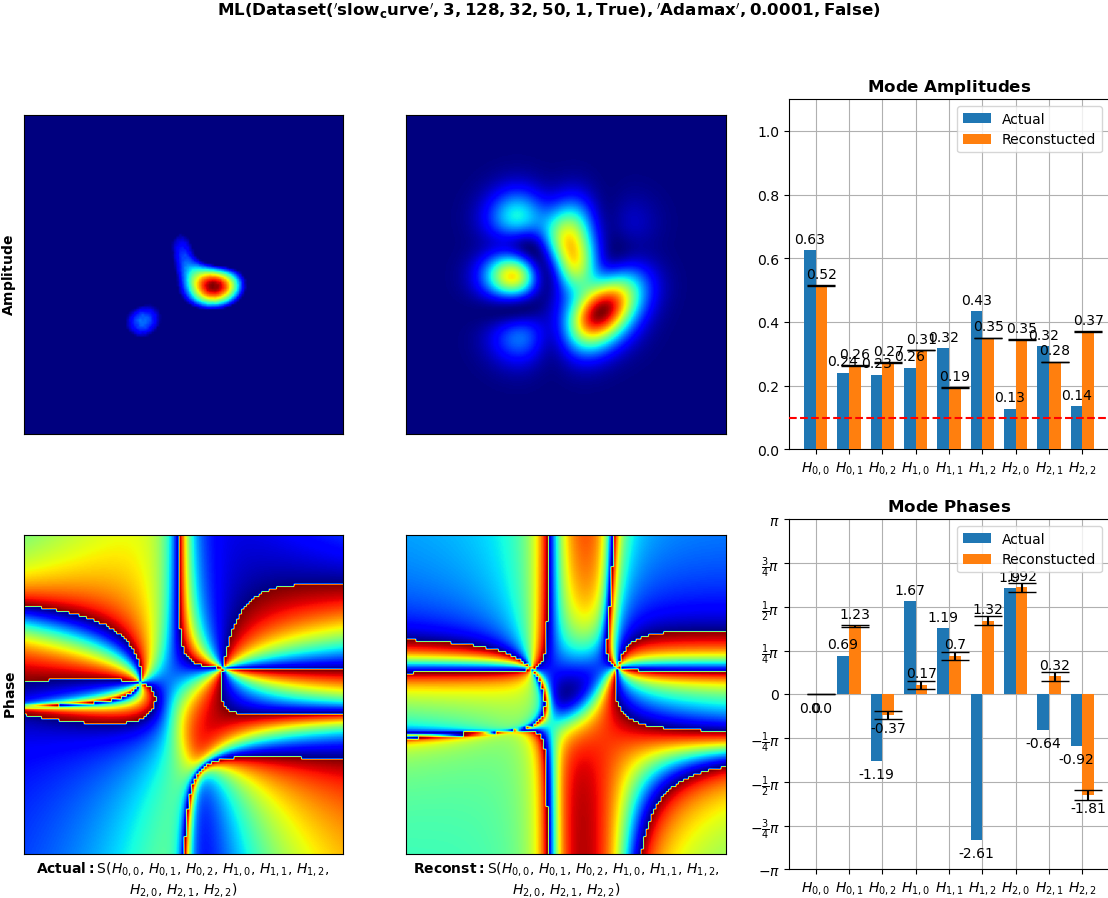 ML(Dataset('slow_curve', 3, 128, 32, 50, 1, True), 'Adamax', 0.0001, False)
Amplitude
Mode Amplitudes
Actual
Reconstucted
1.0
0.8
0.6
0.4
0.2
0.0
0.63
0.52
0.24
0.26
0.23
0.27
0.26
0.31
0.32
0.19
0.43
0.35
0.13
0.35
0.32
0.28
0.14
0.37
H0,0 H0,1 H0,2 H1,0 H1,1 H1,2 H2,0 H2,1 H2,2
Phase
Actual: S(H0,0, H0,1, H0,2, H1,0, H1,1, H1,2,
H2,0, H2,1, H2,2)
Reconst: S(H0,0, H0,1, H0,2, H1,0, H1,1, H1,2,
H2,0, H2,1, H2,2)
Mode Phases
Actual
Reconstucted
π
3/4π
1/2π
1/4π
0
−1/4π
−1/2π
−3/4π
−π
0.0
0.0
0.69
1.23
-1.19
-0.37
1.67
0.17
1.19
0.7
-2.61
1.32
1.92
-0.64
0.32
-0.92
-1.81
H0,0 H0,1 H0,2 H1,0 H1,1 H1,2 H2,0 H2,1 H2,2